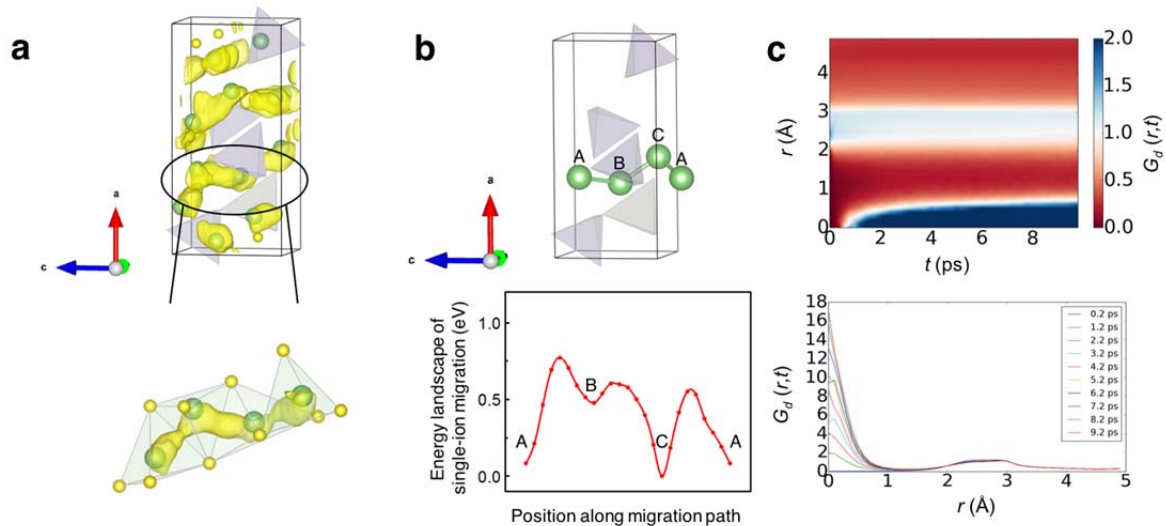 a
b
c
a
c
a
c
A
B
C
A
r (Å)
4
3
2
1
0
0
2
4
6
8
t (ps)
2.0
1.5
1.0
0.5
0.0
G_d (r,t)
Energy landscape of
single-ion migration (eV)
1.0
0.5
0.0
A
B
C
A
Position along migration path
G_d (r,t)
18
16
14
12
10
8
6
4
2
0
0
1
2
3
4
5
r (Å)
0.2 ps
1.2 ps
2.2 ps
3.2 ps
4.2 ps
5.2 ps
6.2 ps
7.2 ps
8.2 ps
9.2 ps